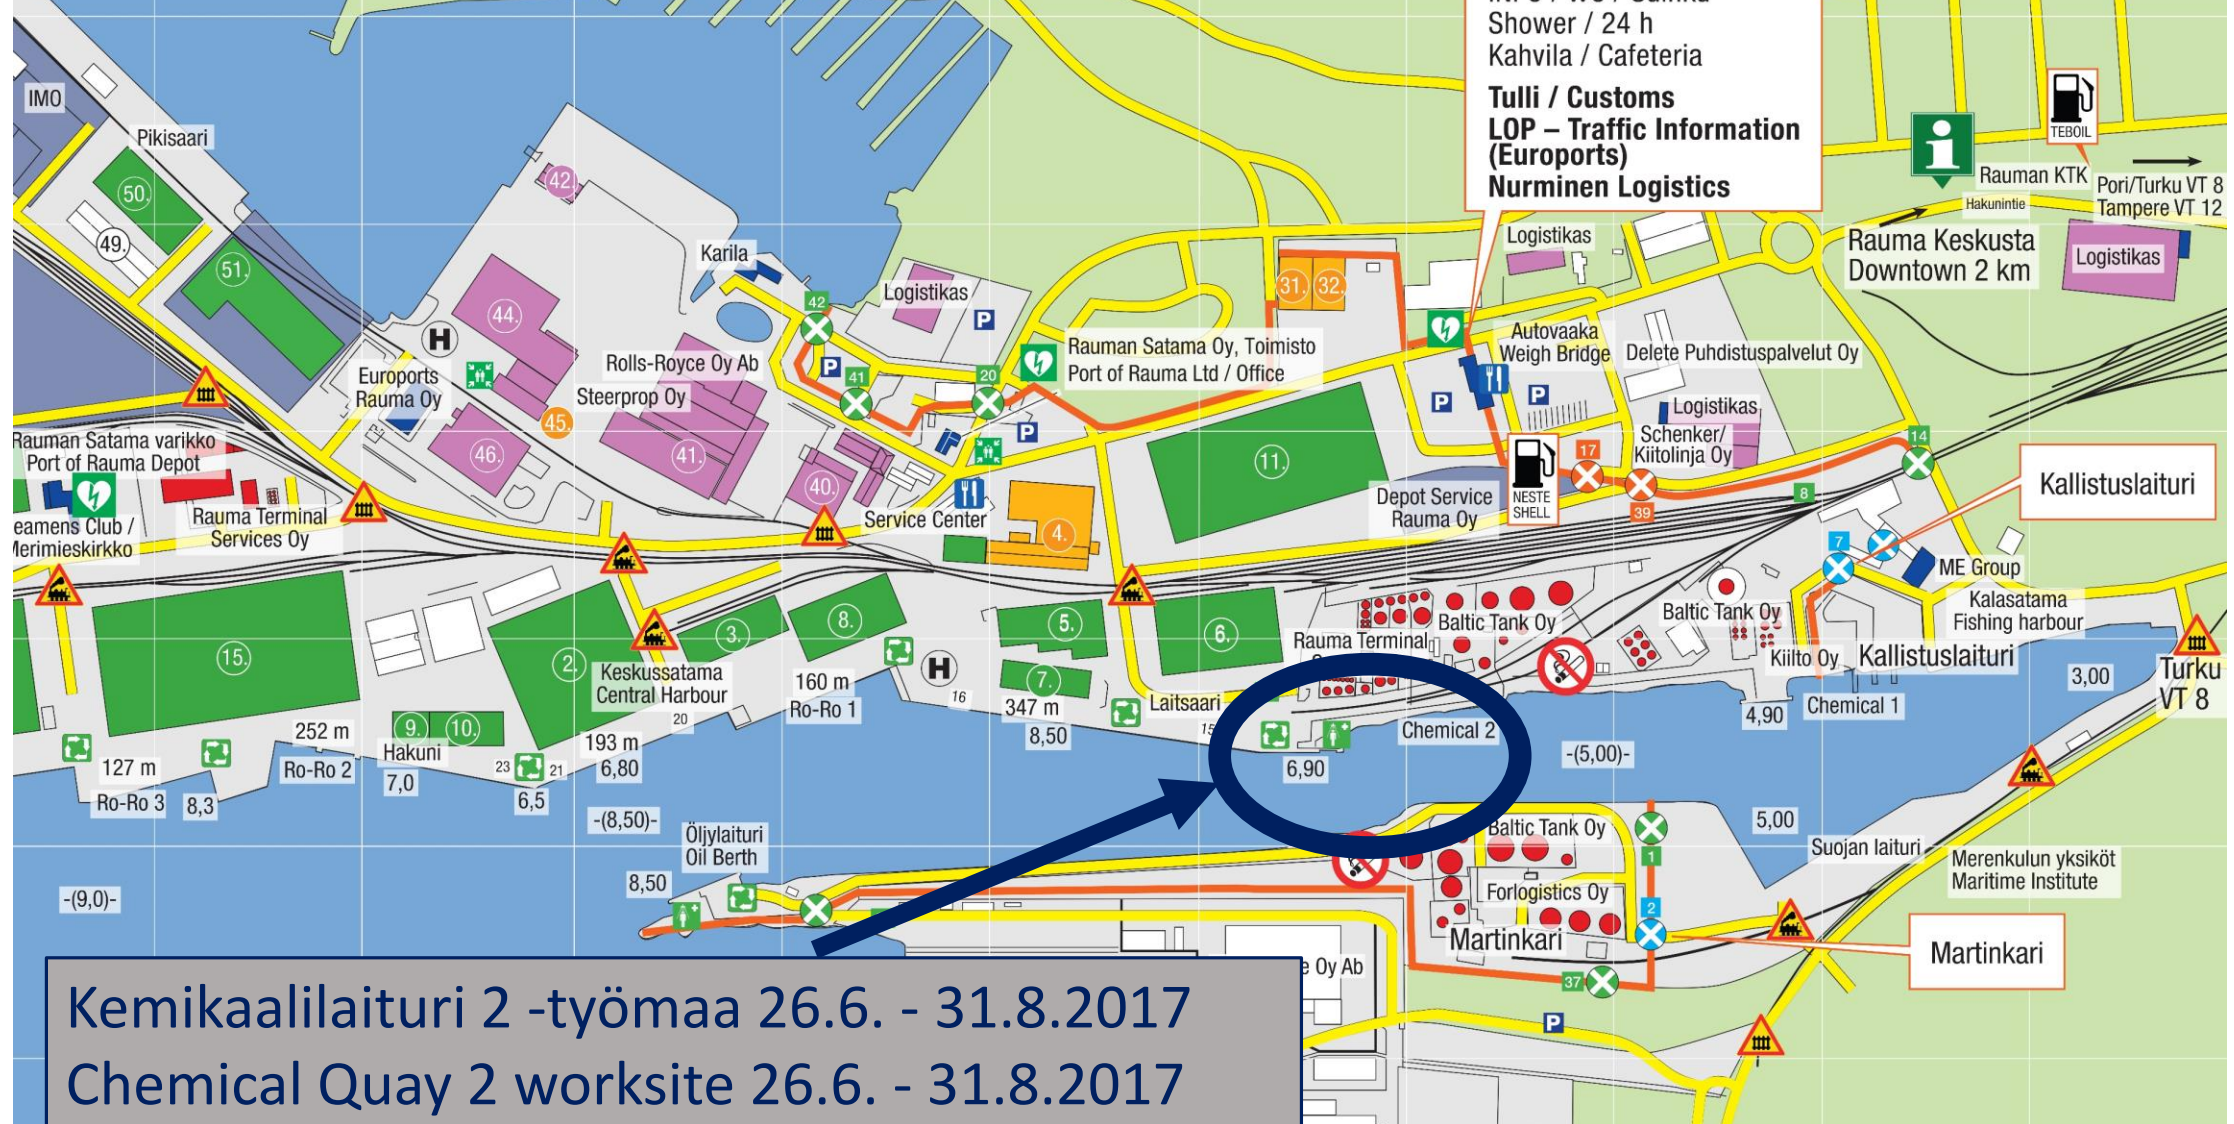 Shower / 24 h
Kahvila / Cafeteria
Tulli / Customs
LOP – Traffic Information
(Euroports)
Nurminen Logistics
IMO
Pikisaari
50.
49.
51.
42.
44.
45.
46.
41.
40.
Karila
Logistikas
P
42
41
20
P
P
H
Euroports
Rauma Oy
Rolls-Royce Oy Ab
Steerprop Oy
Rauman Satama Oy, Toimisto
Port of Rauma Ltd / Office
31.
32.
Logistikas
Autovaaka
Weigh Bridge
Delete Puhdistuspalvelut Oy
P
P
Logistikas
Schenker/
Kiitolinja Oy
i
TEBOIL
Rauman KTK
Hakunintie
Pori/Turku VT 8
Tampere VT 12
Rauma Keskusta
Downtown 2 km
Logistikas
Rauman Satama varikko
Port of Rauma Depot
Rauma Terminal
Services Oy
Service Center
4.
11.
Depot Service
Rauma Oy
NESTE
SHELL
17
39
14
8
7
Kallistuslaituri
ME Group
Kalasatama
Fishing harbour
15.
9.
10.
2.
3.
8.
5.
6.
7.
H
Keskussatama
Central Harbour
Rauma Terminal
Baltic Tank Oy
Baltic Tank Oy
Kiilto Oy
Kallistuslaituri
Turku
VT 8
3,00
127 m
Ro-Ro 3
8,3
252 m
Ro-Ro 2
Hakuni
7,0
23
21
6,5
193 m
6,80
20
160 m
Ro-Ro 1
16
347 m
8,50
Laitsaari
15
6,90
Chemical 2
-(5,00)-
4,90
Chemical 1
-(8,50)-
-(9,0)-
Öljylaituri
Oil Berth
8,50
Baltic Tank Oy
1
5,00
Suojan laituri
Merenkulun yksiköt
Maritime Institute
Forlogistics Oy
2
Martinkari
37
P
Martinkari
Oy Ab
Kemikaalilaituri 2 -työmaa 26.6. - 31.8.2017
Chemical Quay 2 worksite 26.6. - 31.8.2017